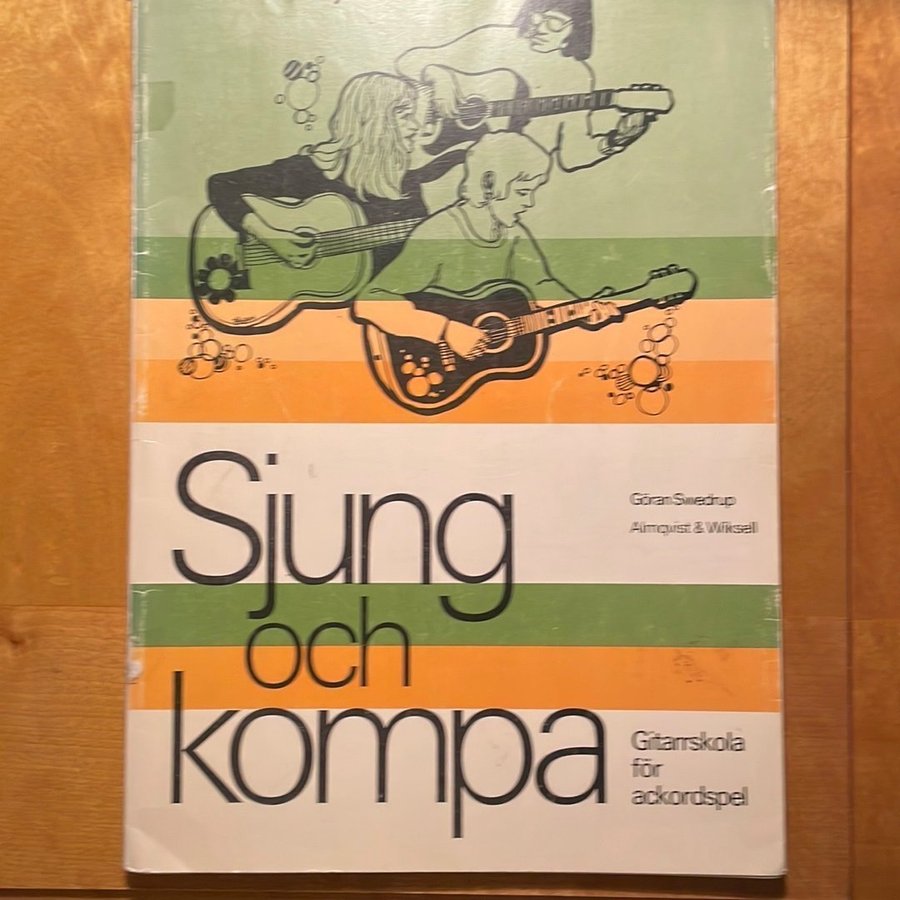 Sjung
och
kompa
Göran Swedrup
Almqvist & Wiksell
Gitarrskola
för
ackordspel